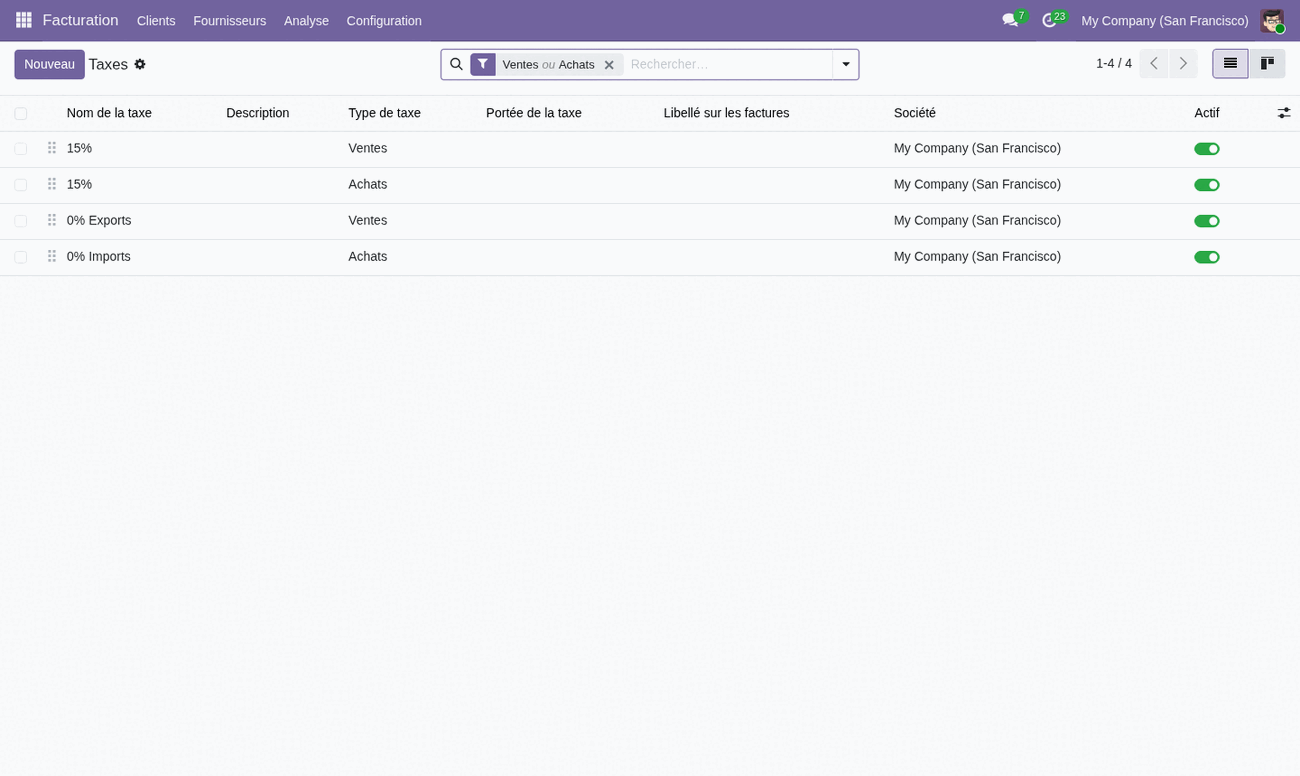 Facturation Clients Fournisseurs Analyse Configuration 7 23 My Company (San Francisco)
Nouveau Taxes Ventes ou Achats Rechercher... 1-4 / 4
Nom de la taxe Description Type de taxe Portée de la taxe Libellé sur les factures Société Actif
15% Ventes My Company (San Francisco)
15% Achats My Company (San Francisco)
0% Exports Ventes My Company (San Francisco)
0% Imports Achats My Company (San Francisco)